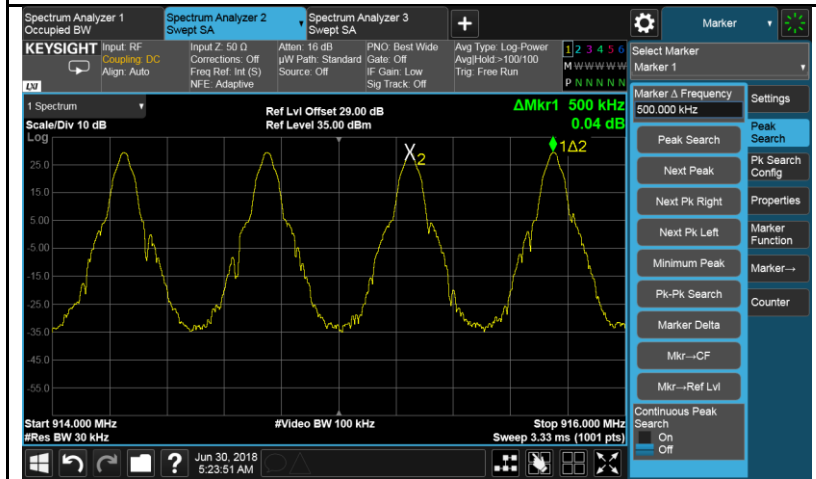 Spectrum Analyzer 1
Occupied BW
Spectrum Analyzer 2
Swept SA
Spectrum Analyzer 3
Swept SA
+
Marker
KEYSIGHT
LXI
Input: RF
Coupling: DC
Align: Auto
Input Z: 50 Ω
Corrections: Off
Freq Ref: Int (S)
NFE: Adaptive
Atten: 16 dB
µW Path: Standard
Source: Off
PNO: Best Wide
Gate: Off
IF Gain: Low
Sig Track: Off
Avg Type: Log-Power
Avg|Hold:>100/100
Trig: Free Run
1 2 3 4 5 6
M W W W W W
P N N N N N
Select Marker
Marker 1
1 Spectrum
Scale/Div 10 dB
Log
Ref Lvl Offset 29.00 dB
Ref Level 35.00 dBm
ΔMkr1 500 kHz
0.04 dB
X2
1Δ2
25.0
15.0
5.00
-5.00
-15.0
-25.0
-35.0
-45.0
-55.0
Start 914.000 MHz
#Res BW 30 kHz
#Video BW 100 kHz
Stop 916.000 MHz
Sweep 3.33 ms (1001 pts)
Marker Δ Frequency
500.000 kHz
Peak Search
Next Peak
Next Pk Right
Next Pk Left
Minimum Peak
Pk-Pk Search
Marker Delta
Mkr→CF
Mkr→Ref Lvl
Continuous Peak
Search
On
Off
Settings
Peak
Search
Pk Search
Config
Properties
Marker
Function
Marker→
Counter
?
Jun 30, 2018
5:23:51 AM